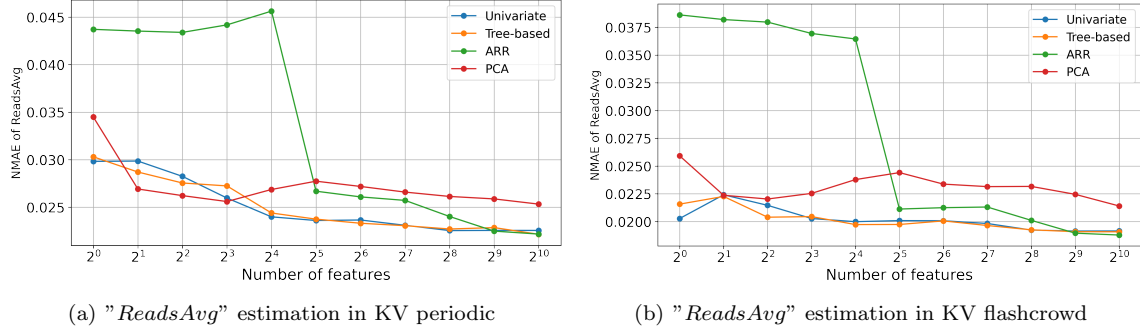 NMAE of ReadsAvg
0.045
0.040
0.035
0.030
0.025
2^0 2^1 2^2 2^3 2^4 2^5 2^6 2^7 2^8 2^9 2^10
Number of features
Univariate
Tree-based
ARR
PCA
(a) "ReadsAvg" estimation in KV periodic
NMAE of ReadsAvg
0.0375
0.0350
0.0325
0.0300
0.0275
0.0250
0.0225
0.0200
2^0 2^1 2^2 2^3 2^4 2^5 2^6 2^7 2^8 2^9 2^10
Number of features
Univariate
Tree-based
ARR
PCA
(b) "ReadsAvg" estimation in KV flashcrowd